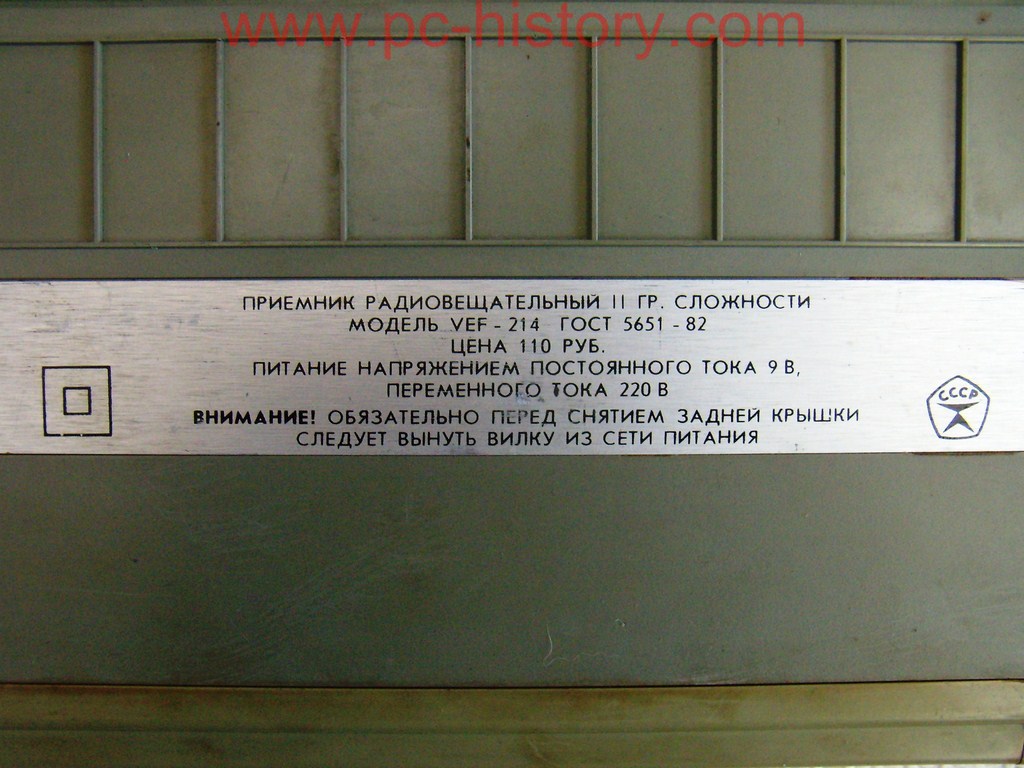 www.pc-history.com
ПРИЕМНИК РАДИОВЕЩАТЕЛЬНЫЙ II ГР. СЛОЖНОСТИ
МОДЕЛЬ VEF - 214 ГОСТ 5651 - 82
ЦЕНА 110 РУБ.
ПИТАНИЕ НАПРЯЖЕНИЕМ ПОСТОЯННОГО ТОКА 9 В,
ПЕРЕМЕННОГО ТОКА 220 В
ВНИМАНИЕ! ОБЯЗАТЕЛЬНО ПЕРЕД СНЯТИЕМ ЗАДНЕЙ КРЫШКИ
СЛЕДУЕТ ВЫНУТЬ ВИЛКУ ИЗ СЕТИ ПИТАНИЯ
СССР